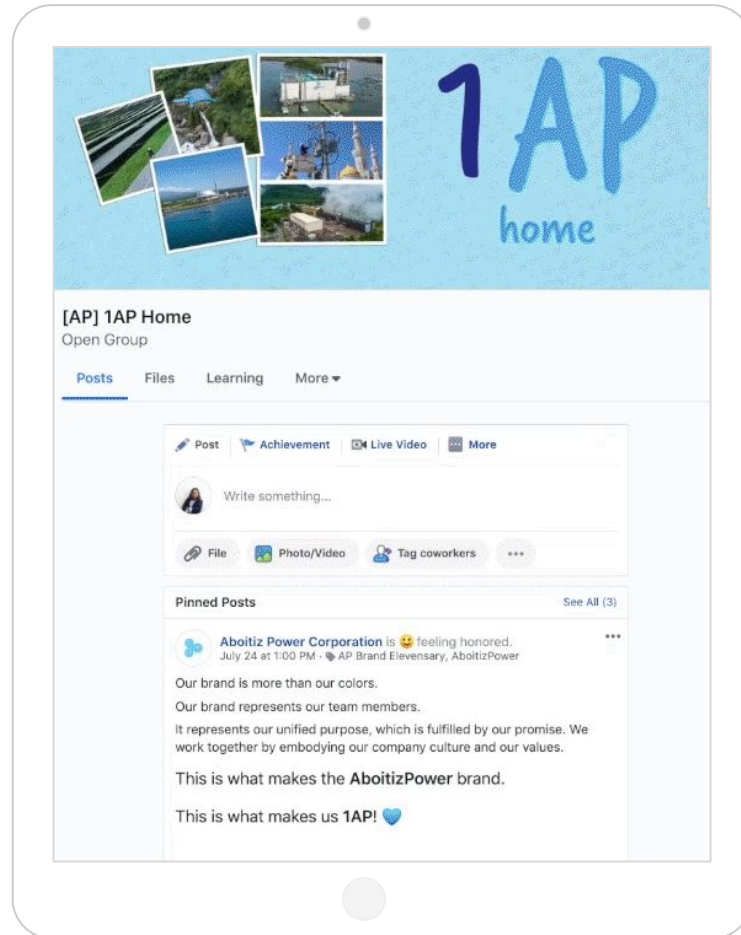 1AP
home
[AP] 1AP Home
Open Group
Posts Files Learning More
Post Achievement Live Video More
Write something...
File Photo/Video Tag coworkers
Pinned Posts See All (3)
Aboitiz Power Corporation is 😀 feeling honored.
July 24 at 1:00 PM · AP Brand Elevensary, AboitizPower
Our brand is more than our colors.
Our brand represents our team members.
It represents our unified purpose, which is fulfilled by our promise. We
work together by embodying our company culture and our values.
This is what makes the AboitizPower brand.
This is what makes us 1AP! 💙